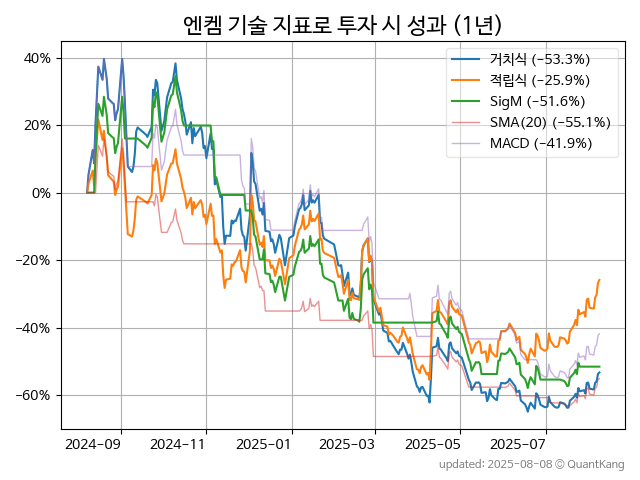 엔켐 기술 지표로 투자 시 성과 (1년)
40%
20%
0%
−20%
−40%
−60%
거치식 (−53.3%)
적립식 (−25.9%)
SigM (−51.6%)
SMA(20) (−55.1%)
MACD (−41.9%)
2024-09 2024-11 2025-01 2025-03 2025-05 2025-07
updated: 2025-08-08 © QuantKang